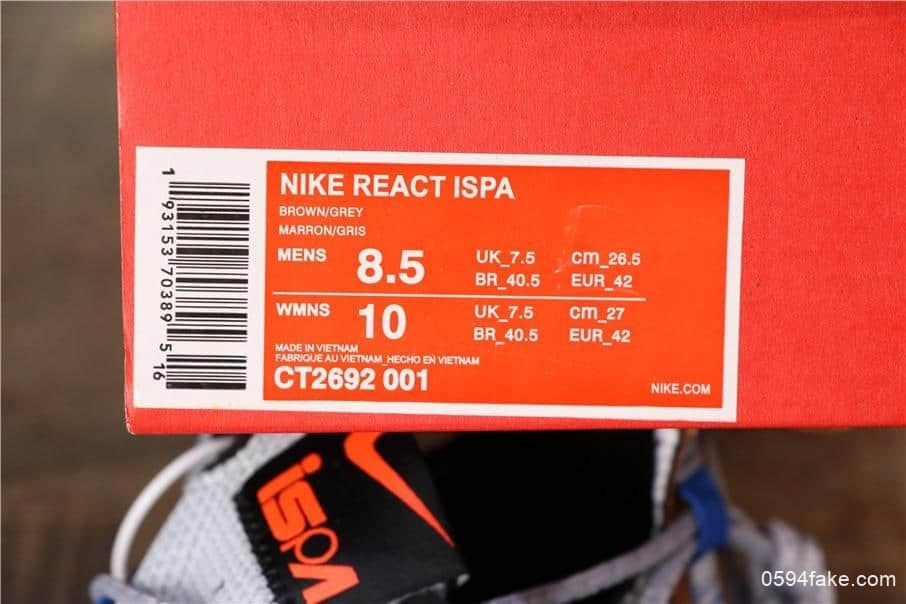 NIKE REACT ISPA
BROWN/GREY
MARRON/GRIS
MENS 8.5 UK_7.5 cm_26.5
BR_40.5 EUR_42
WMNS 10 UK_7.5 cm_27
BR_40.5 EUR_42
MADE IN VIETNAM
FABRIQUE AU VIETNAM_HECHO EN VIETNAM
CT2692 001
NIKE.COM
1 93153 70389 5 16
ispa
0594fake.com